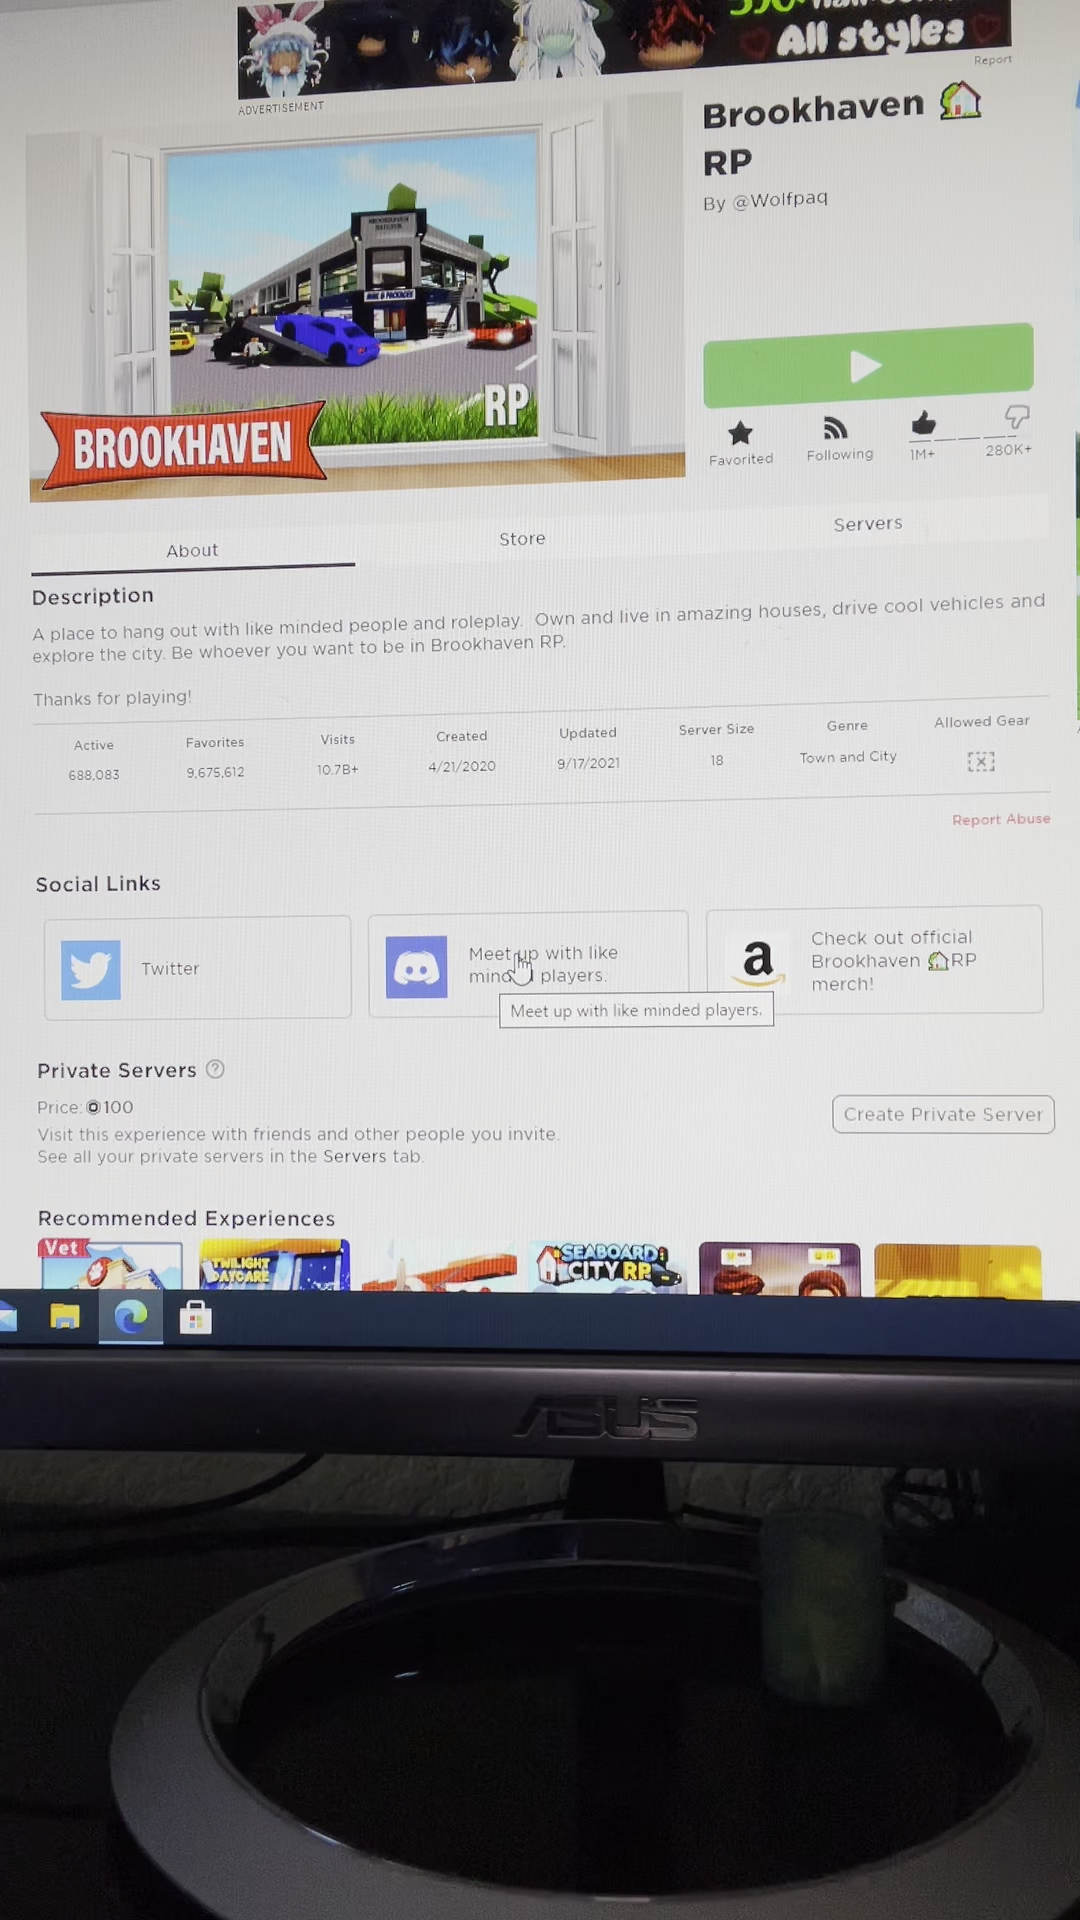 All styles
Report
ADVERTISEMENT
Brookhaven
RP
By @Wolfpaq
RP
BROOKHAVEN
Favorited
Following
1M+
280K+
About
Store
Servers
Description
A place to hang out with like minded people and roleplay. Own and live in amazing houses, drive cool vehicles and
explore the city. Be whoever you want to be in Brookhaven RP.
Thanks for playing!
Active Favorites Visits Created Updated Server Size Genre Allowed Gear
688,083 9,675,612 10.7B+ 4/21/2020 9/17/2021 18 Town and City
Report Abuse
Social Links
Twitter
Meet up with like
players.
Meet up with like minded players.
a
Check out official
Brookhaven RP
merch!
Private Servers ?
Price: 100
Create Private Server
Visit this experience with friends and other people you invite.
See all your private servers in the Servers tab.
Recommended Experiences
Vet
TWILIGHT
DAYCARE
SEABOARD
CITY RP
ASUS